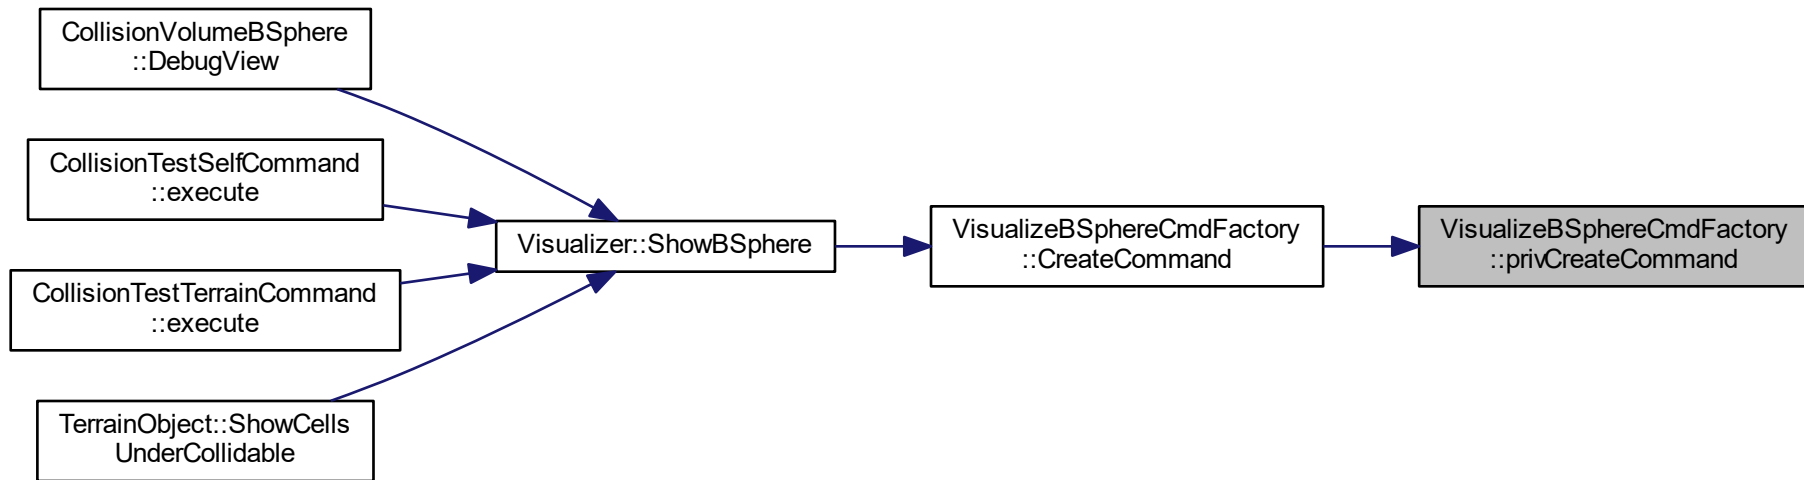 CollisionVolumeBSphere
::DebugView
CollisionTestSelfCommand
::execute
CollisionTestTerrainCommand
::execute
TerrainObject::ShowCells
UnderCollidable
Visualizer::ShowBSphere
VisualizeBSphereCmdFactory
::CreateCommand
VisualizeBSphereCmdFactory
::privCreateCommand